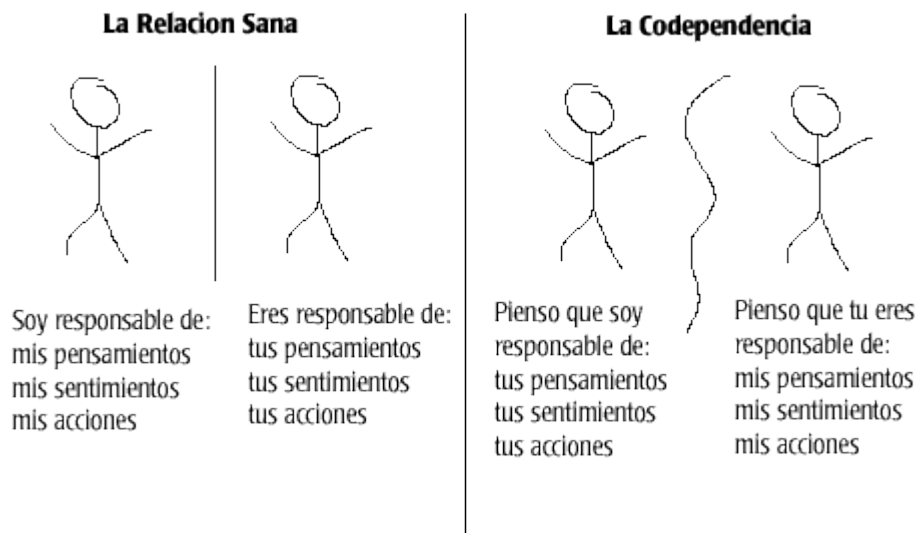 La Relacion Sana
Soy responsable de:
mis pensamientos
mis sentimientos
mis acciones
Eres responsable de:
tus pensamientos
tus sentimientos
tus acciones
La Codependencia
Pienso que soy
responsable de:
tus pensamientos
tus sentimientos
tus acciones
Pienso que tu eres
responsable de:
mis pensamientos
mis sentimientos
mis acciones